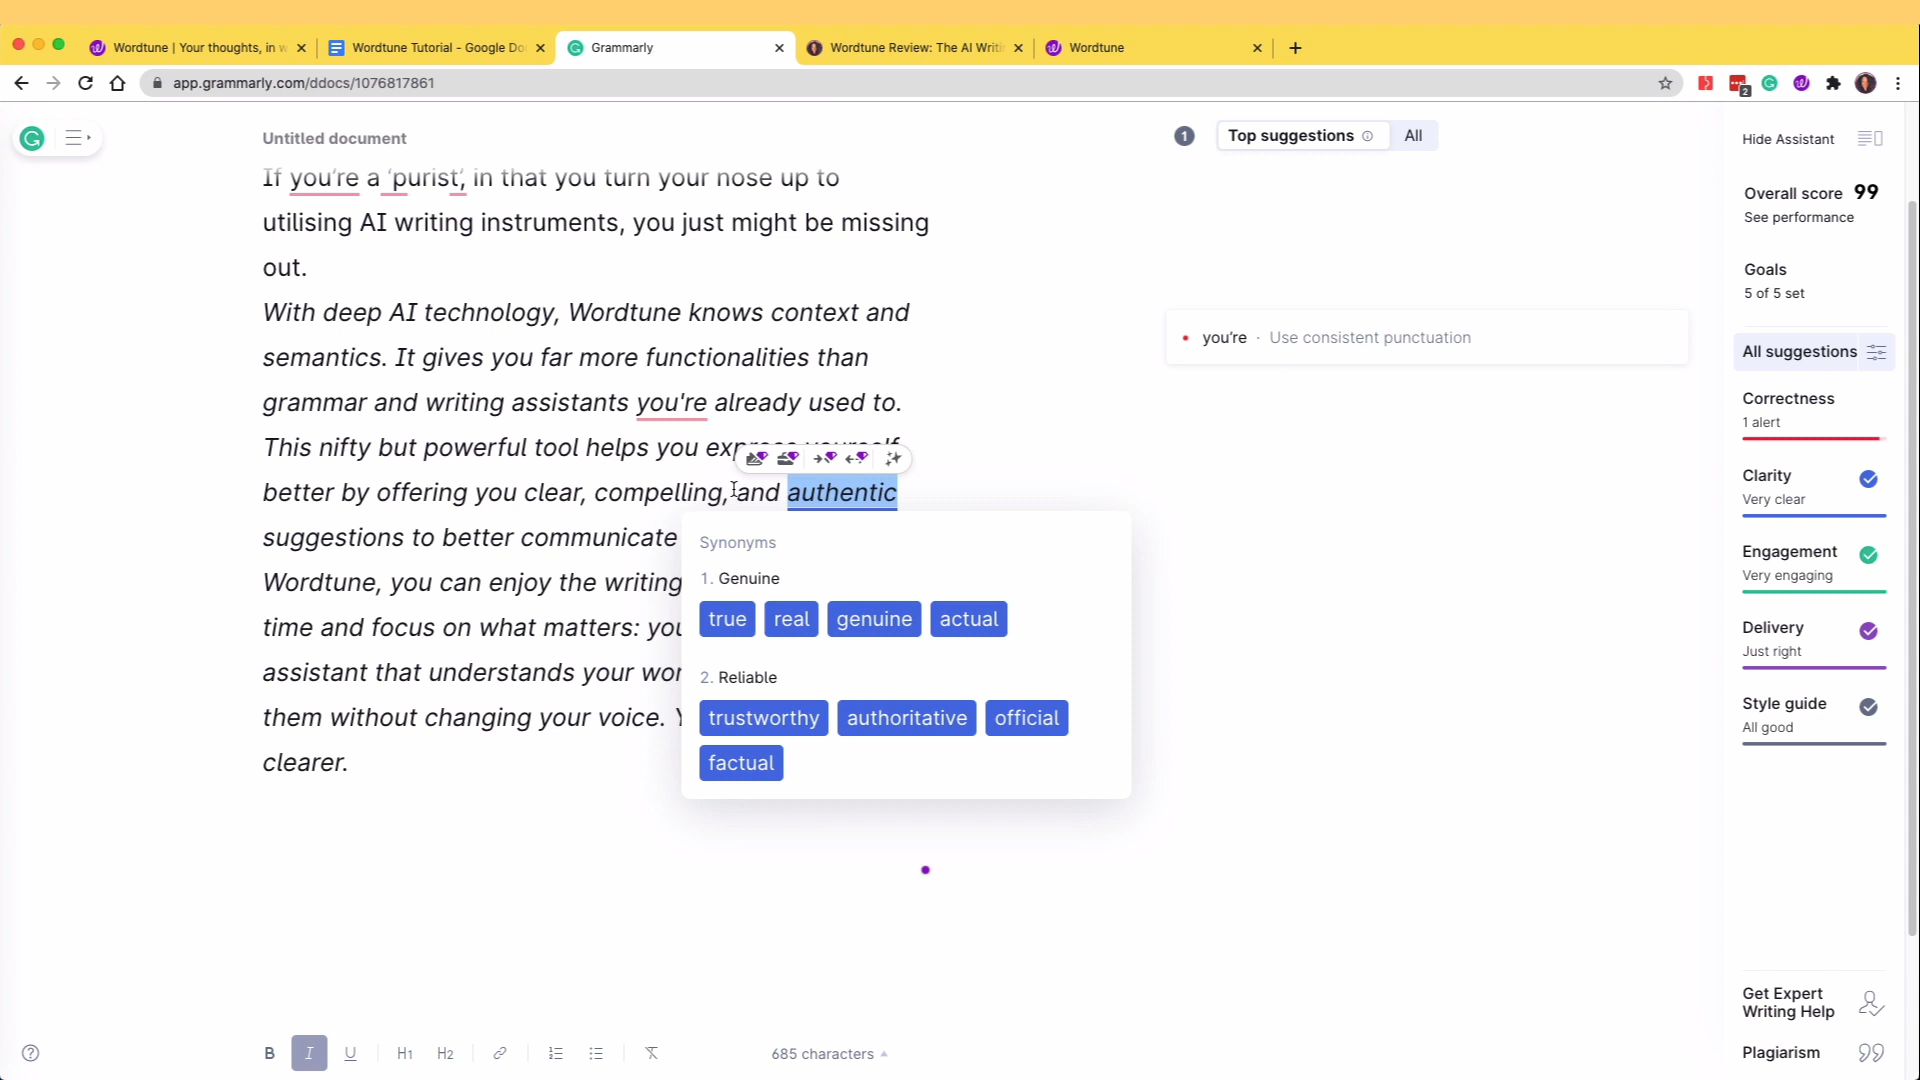 Wordtune | Your thoughts, in w
Wordtune Tutorial - Google Do
Grammarly
Wordtune Review: The AI Writi
Wordtune
app.grammarly.com/ddocs/1076817861
2
Untitled document
1
Top suggestions
All
Hide Assistant
If you're a 'purist', in that you turn your nose up to
utilising AI writing instruments, you just might be missing
out.
With deep AI technology, Wordtune knows context and
semantics. It gives you far more functionalities than
grammar and writing assistants you're already used to.
This nifty but powerful tool helps you express yourself
better by offering you clear, compelling, and authentic
suggestions to better communicate
Wordtune, you can enjoy the writing
time and focus on what matters: you
assistant that understands your wor
them without changing your voice. Y
clearer.
Synonyms
1. Genuine
true real genuine actual
2. Reliable
trustworthy authoritative official
factual
you're · Use consistent punctuation
Overall score 99
See performance
Goals
5 of 5 set
All suggestions
Correctness
1 alert
Clarity
Very clear
Engagement
Very engaging
Delivery
Just right
Style guide
All good
Get Expert
Writing Help
Plagiarism
B I U H1 H2
685 characters